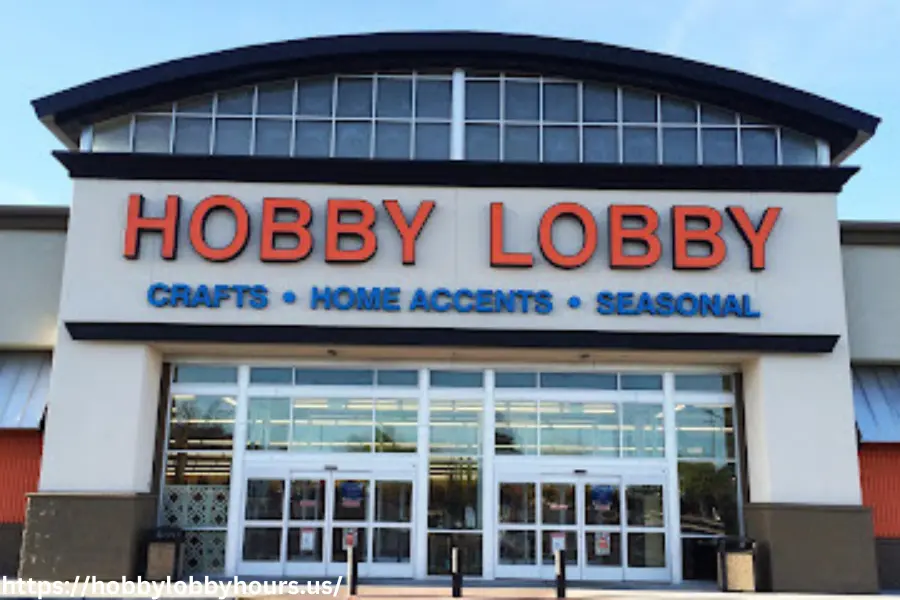 HOBBY LOBBY
CRAFTS • HOME ACCENTS • SEASONAL
https://hobbylobbyhours.us/